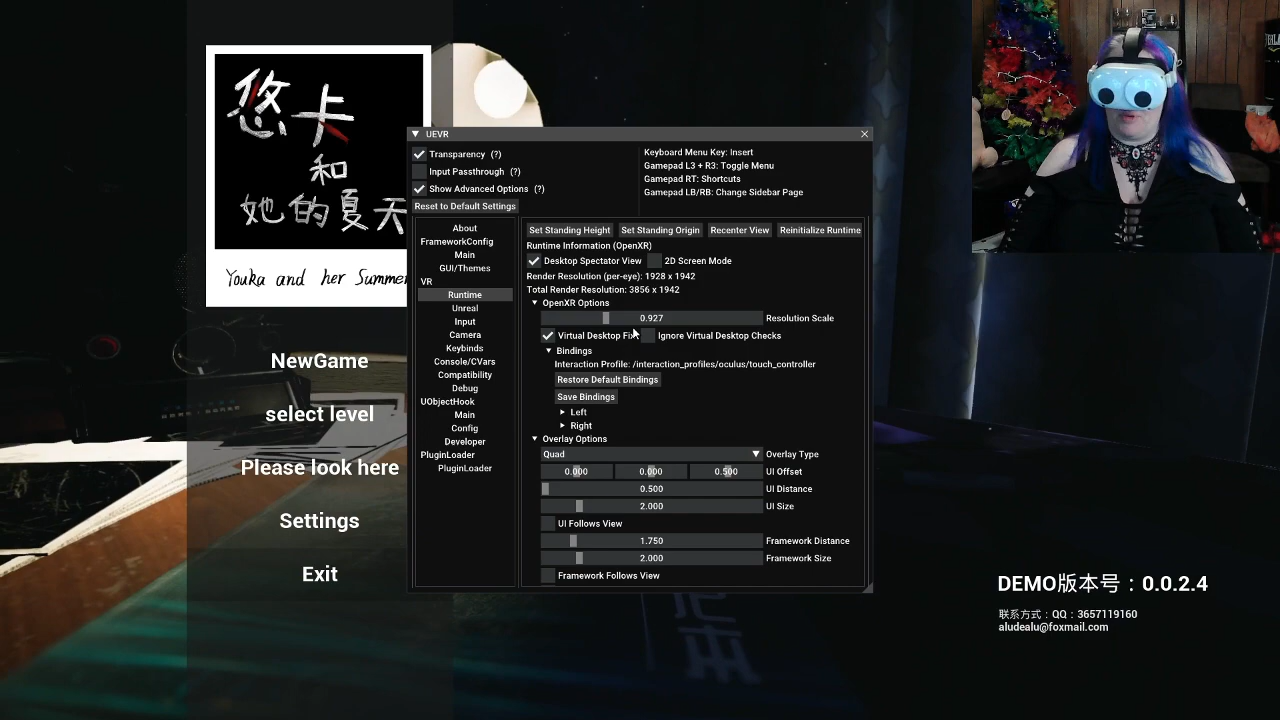 悠卡
和
她的夏天
Youka and her Summer
NewGame
select level
Please look here
Settings
Exit
UEVR
Transparency (?)
Input Passthrough (?)
Show Advanced Options (?)
Reset to Default Settings
Keyboard Menu Key: Insert
Gamepad L3 + R3: Toggle Menu
Gamepad RT: Shortcuts
Gamepad LB/RB: Change Sidebar Page
About
FrameworkConfig
Main
GUI/Themes
VR
Runtime
Unreal
Input
Camera
Keybinds
Console/CVars
Compatibility
Debug
UObjectHook
Main
Config
Developer
PluginLoader
PluginLoader
Set Standing Height Set Standing Origin Recenter View Reinitialize Runtime
Runtime Information (OpenXR)
Desktop Spectator View 2D Screen Mode
Render Resolution (per-eye): 1928 x 1942
Total Render Resolution: 3856 x 1942
OpenXR Options
0.927 Resolution Scale
Virtual Desktop Fix Ignore Virtual Desktop Checks
Bindings
Interaction Profile: /interaction_profiles/oculus/touch_controller
Restore Default Bindings
Save Bindings
Left
Right
Overlay Options
Quad Overlay Type
0.000 0.000 0.500 UI Offset
0.500 UI Distance
2.000 UI Size
UI Follows View
1.750 Framework Distance
2.000 Framework Size
Framework Follows View
DEMO版本号：0.0.2.4
联系方式：QQ：3657119160
aludealu@foxmail.com